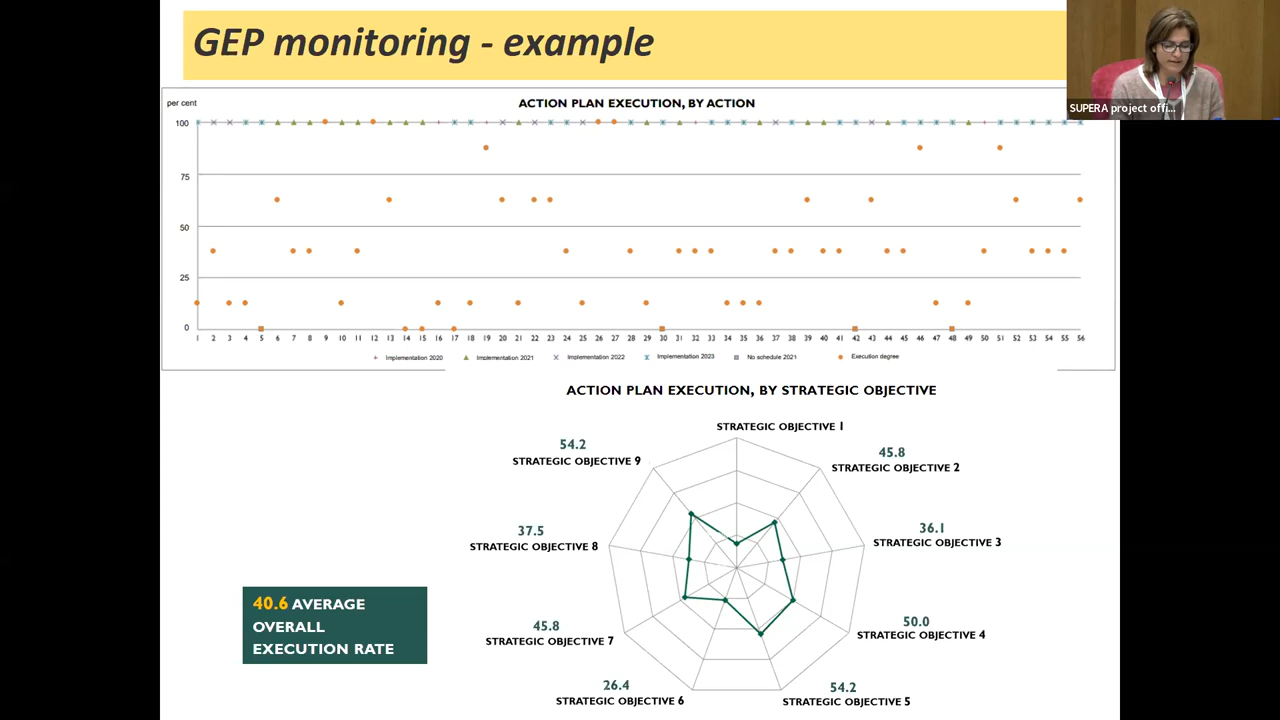 GEP monitoring - example
SUPERA project offi...
per cent
ACTION PLAN EXECUTION, BY ACTION
100
75
50
25
0
1 2 3 4 5 6 7 8 9 10 11 12 13 14 15 16 17 18 19 20 21 22 23 24 25 26 27 28 29 30 31 32 33 34 35 36 37 38 39 40 41 42 43 44 45 46 47 48 49 50 51 52 53 54 55 56
Implementation 2020 Implementation 2021 Implementation 2022 Implementation 2023 No schedule 2021 Execution degree
ACTION PLAN EXECUTION, BY STRATEGIC OBJECTIVE
STRATEGIC OBJECTIVE 1
45.8
STRATEGIC OBJECTIVE 2
36.1
STRATEGIC OBJECTIVE 3
50.0
STRATEGIC OBJECTIVE 4
54.2
STRATEGIC OBJECTIVE 5
26.4
STRATEGIC OBJECTIVE 6
45.8
STRATEGIC OBJECTIVE 7
37.5
STRATEGIC OBJECTIVE 8
54.2
STRATEGIC OBJECTIVE 9
40.6 AVERAGE
OVERALL
EXECUTION RATE